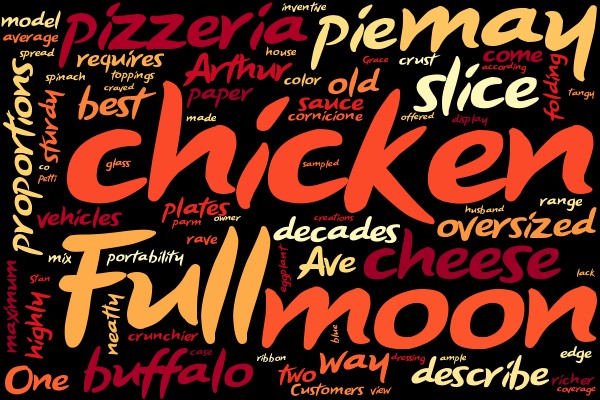 inventive
model
pizzeria
pie
may
average
spread
requires
house
Grace
crust
come
according
Arthur
spinach
toppings
craved
color
old
slice
folding
tangy
proportions
sturdy
best
paper
sauce
cornicione
offered
display
made
chicken
co
Petti
glass
sampled
vehicles
plates
parm
owner
creations
husband
range
oversized
decades
rave
mix
portability
Full
eggplant
Ave
cheese
lack
maximum
highly
neatly
crunchier
moon
blue
case
ribbon
dressing
ample
edge
One
buffalo
two
way
Customers
view
describe
richer
coverage